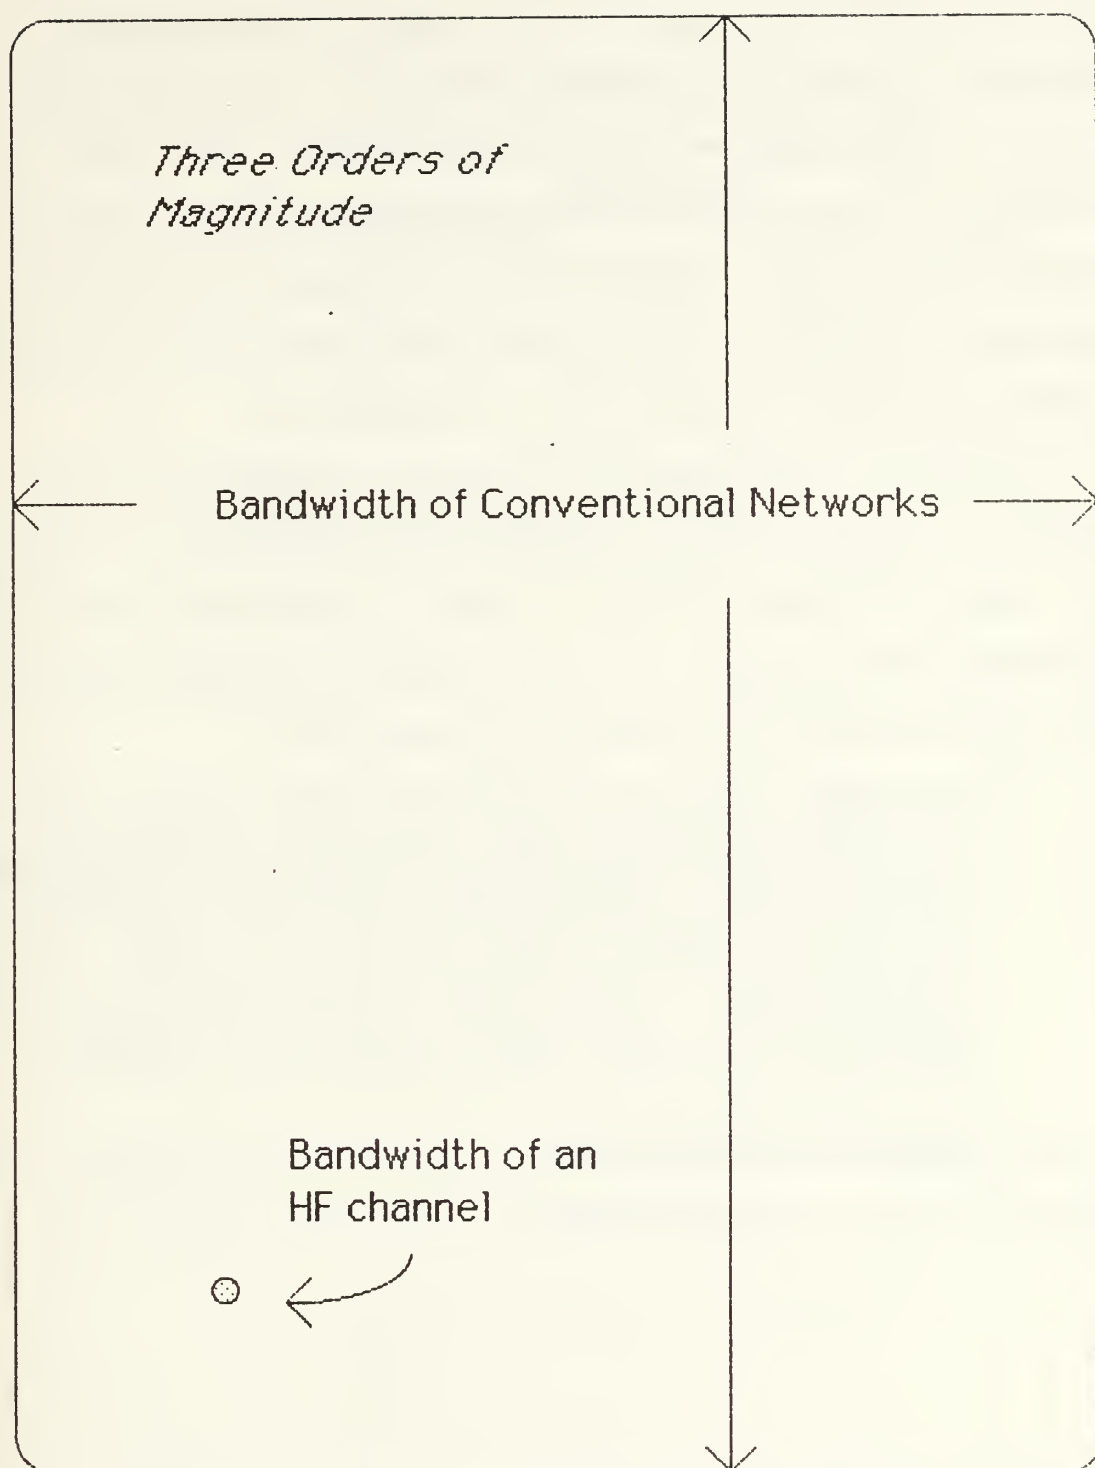 Three Orders of
Magnitude
Bandwidth of Conventional Networks
Bandwidth of an
HF channel